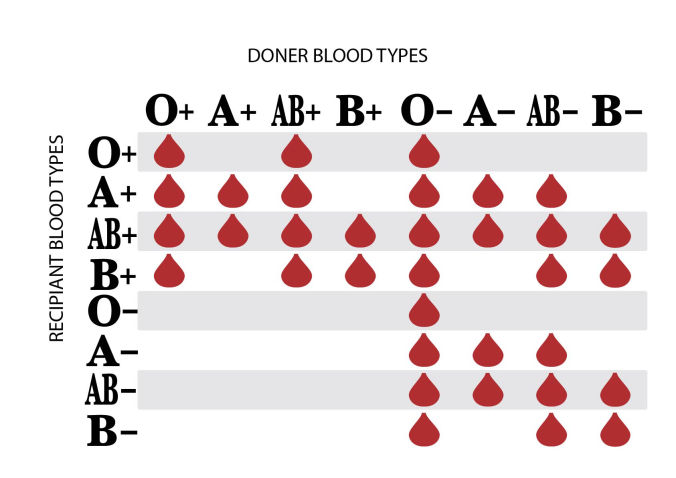 DONER BLOOD TYPES
O+ A+ AB+ B+ O− A− AB− B−
RECIPIANT BLOOD TYPES
O+
A+
AB+
B+
O−
A−
AB−
B−